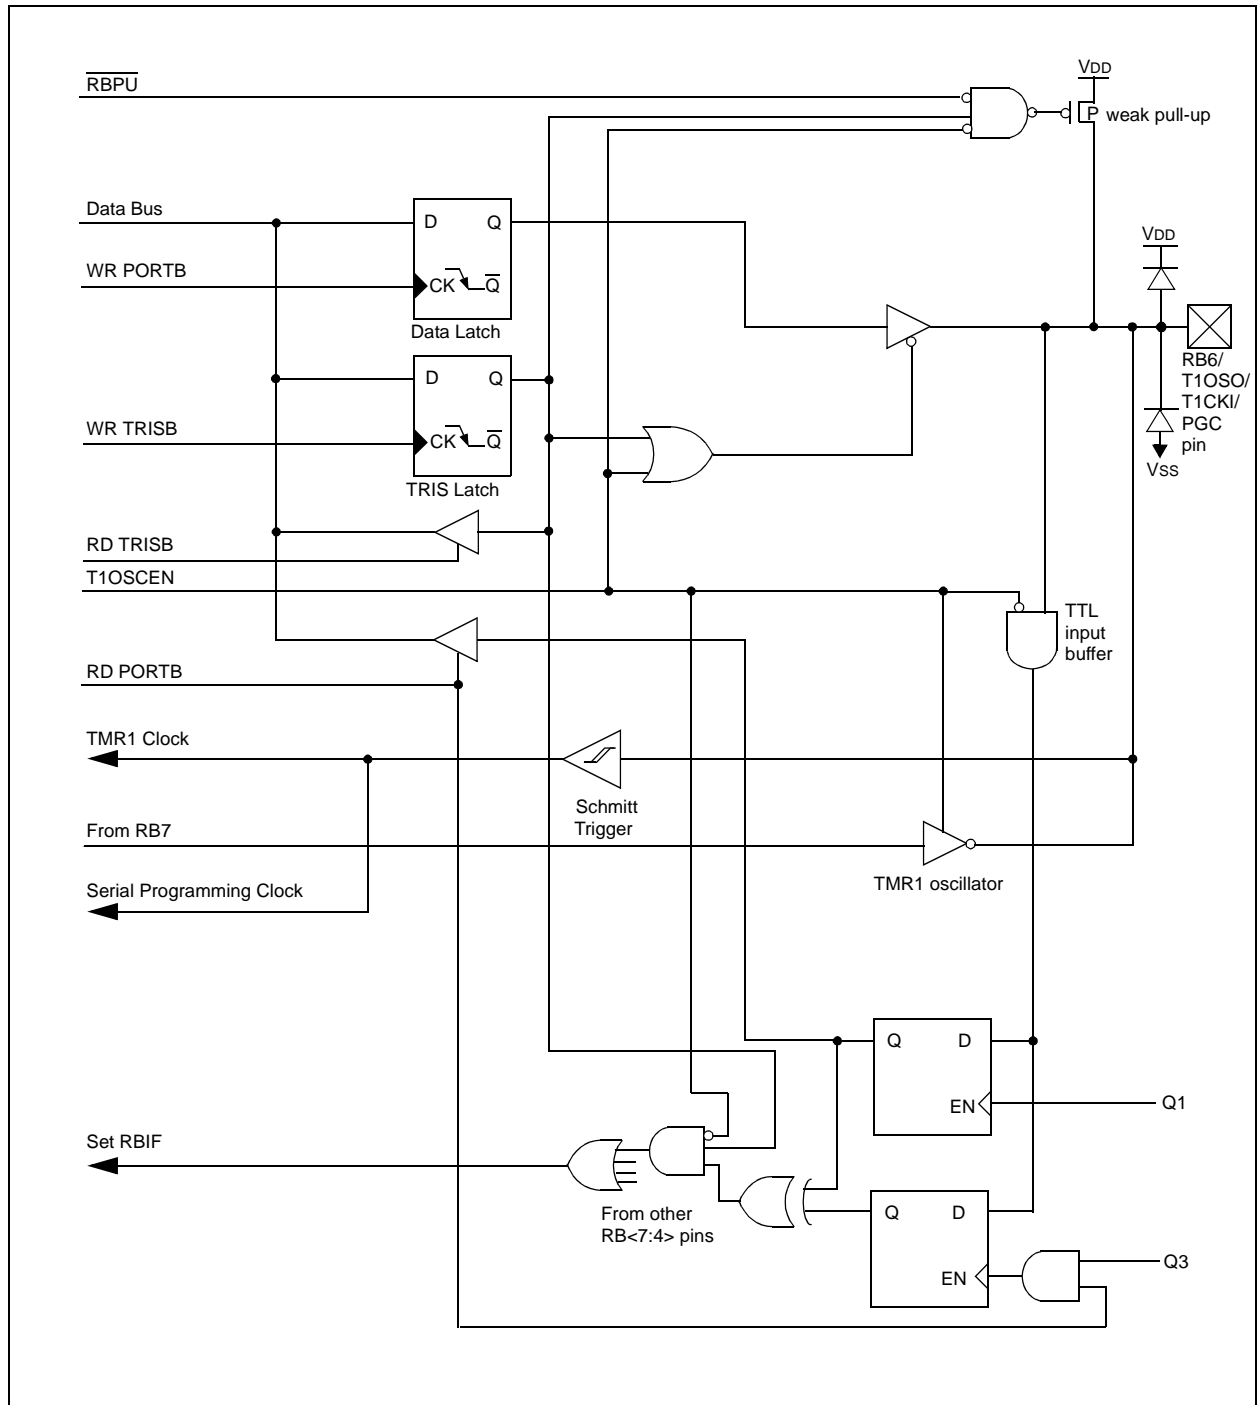 VDD
RBPU
P
weak pull-up
Data Bus
D
Q
VDD
WR PORTB
CK
Q
Data Latch
RB6/
T1OSO/
T1CKI/
PGC
pin
D
Q
WR TRISB
CK
Q
VSS
TRIS Latch
RD TRISB
T1OSCEN
TTL
input
buffer
RD PORTB
TMR1 Clock
Schmitt
Trigger
From RB7
TMR1 oscillator
Serial Programming Clock
Q
D
EN
Q1
Set RBIF
From other
RB<7:4> pins
Q
D
EN
Q3